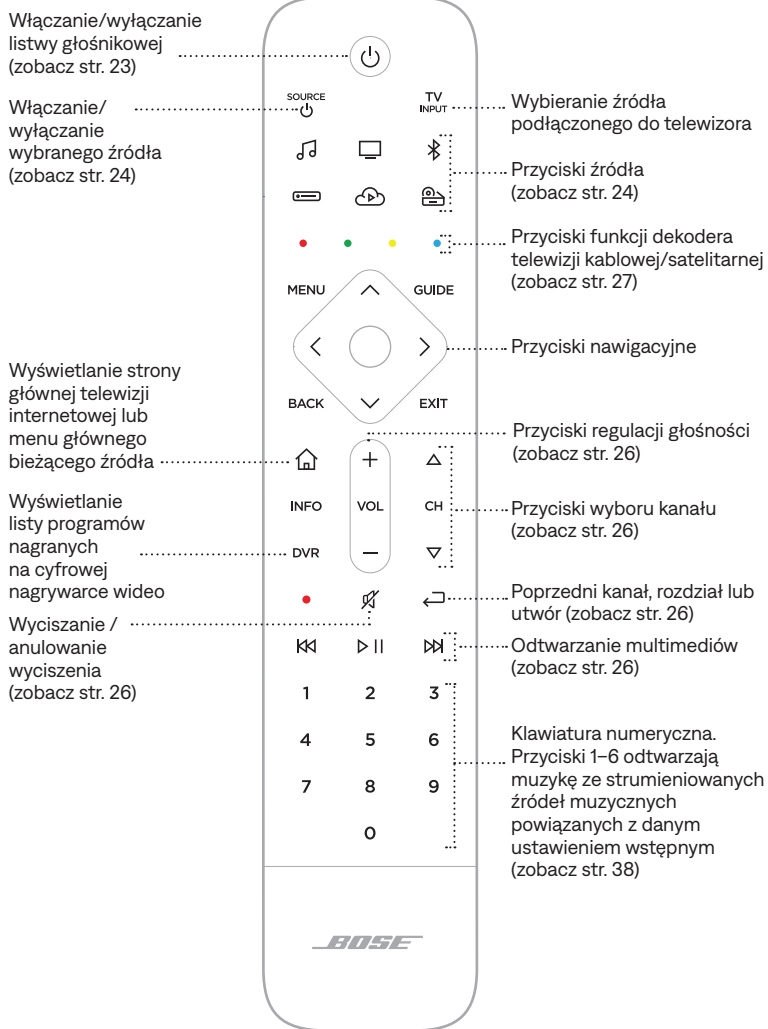 Włączanie/wyłączanie
listwy głośnikowej
(zobacz str. 23)
SOURCE
TV
INPUT
Włączanie/
wyłączanie
wybranego źródła
(zobacz str. 24)
Wybieranie źródła
podłączonego do telewizora
Przyciski źródła
(zobacz str. 24)
Przyciski funkcji dekodera
telewizji kablowej/satelitarnej
(zobacz str. 27)
MENU
GUIDE
Przyciski nawigacyjne
BACK
EXIT
Wyświetlanie strony
głównej telewizji
internetowej lub
menu głównego
bieżącego źródła
Przyciski regulacji głośności
(zobacz str. 26)
+
INFO
VOL
CH
Przyciski wyboru kanału
(zobacz str. 26)
Wyświetlanie
listy programów
nagranych
na cyfrowej
nagrywarce wideo
DVR
–
Poprzedni kanał, rozdział lub
utwór (zobacz str. 26)
Wyciszanie /
anulowanie
wyciszenia
(zobacz str. 26)
Odtwarzanie multimediów
(zobacz str. 26)
1 2 3
4 5 6
7 8 9
0
Klawiatura numeryczna.
Przyciski 1–6 odtwarzają
muzykę ze strumieniowanych
źródeł muzycznych
powiązanych z danym
ustawieniem wstępnym
(zobacz str. 38)
BOSE